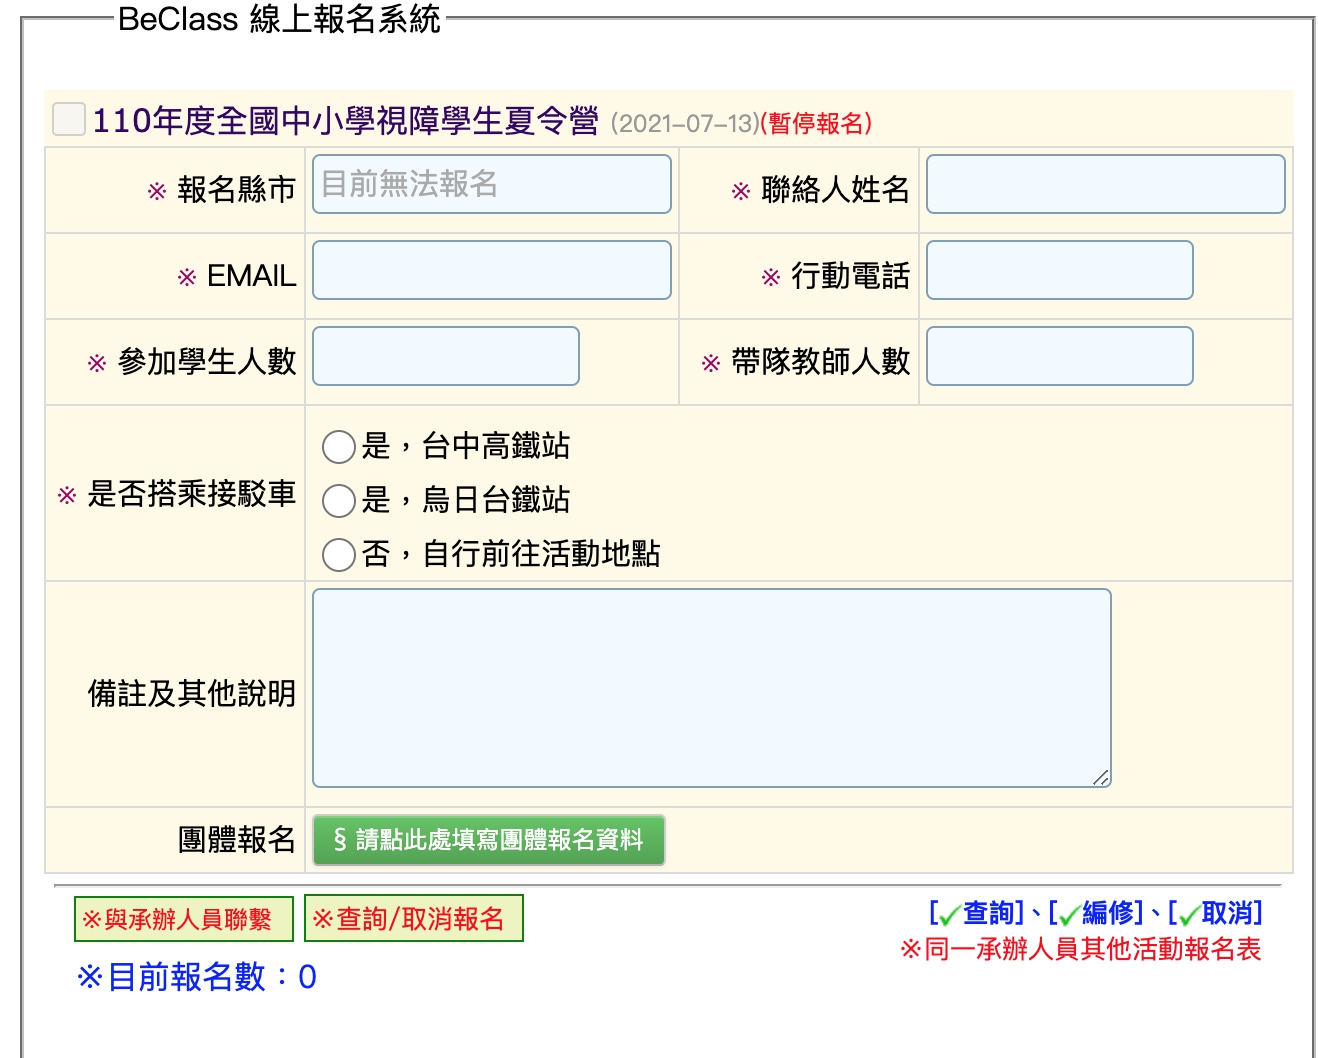 BeClass 線上報名系統
110年度全國中小學視障學生夏令營 (2021-07-13)(暫停報名)
※ 報名縣市 目前無法報名 ※ 聯絡人姓名
※ EMAIL ※ 行動電話
※ 參加學生人數 ※ 帶隊教師人數
※ 是否搭乘接駁車
是，台中高鐵站
是，烏日台鐵站
否，自行前往活動地點
備註及其他說明
團體報名 § 請點此處填寫團體報名資料
※與承辦人員聯繫 ※查詢/取消報名 [✓查詢]、[✓編修]、[✓取消]
※同一承辦人員其他活動報名表
※目前報名數：0